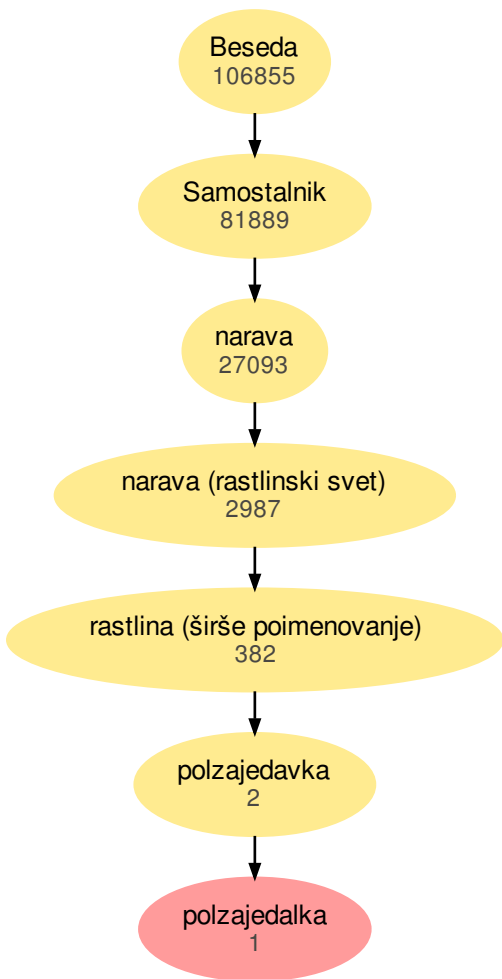 Beseda
106855
Samostalnik
81889
narava
27093
narava (rastlinski svet)
2987
rastlina (širše poimenovanje)
382
polzajedavka
2
polzajedalka
1